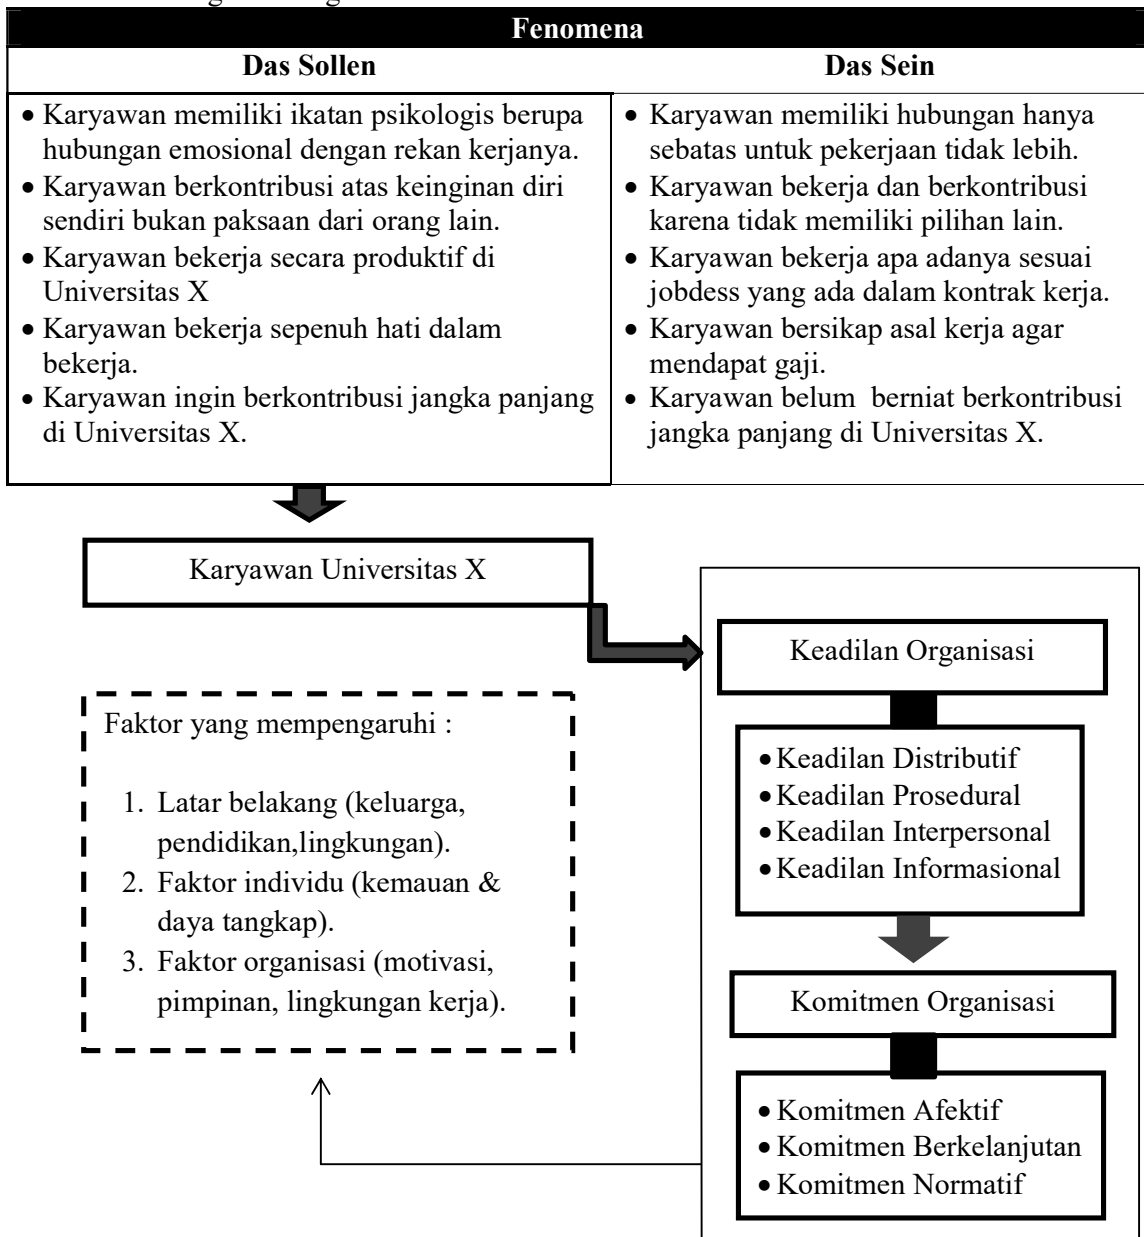 Fenomena
Das Sollen
Das Sein
• Karyawan memiliki ikatan psikologis berupa
hubungan emosional dengan rekan kerjanya.
• Karyawan berkontribusi atas keinginan diri
sendiri bukan paksaan dari orang lain.
• Karyawan bekerja secara produktif di
Universitas X
• Karyawan bekerja sepenuh hati dalam
bekerja.
• Karyawan ingin berkontribusi jangka panjang
di Universitas X.
• Karyawan memiliki hubungan hanya
sebatas untuk pekerjaan tidak lebih.
• Karyawan bekerja dan berkontribusi
karena tidak memiliki pilihan lain.
• Karyawan bekerja apa adanya sesuai
jobdess yang ada dalam kontrak kerja.
• Karyawan bersikap asal kerja agar
mendapat gaji.
• Karyawan belum  berniat berkontribusi
jangka panjang di Universitas X.
Karyawan Universitas X
Keadilan Organisasi
• Keadilan Distributif
• Keadilan Prosedural
• Keadilan Interpersonal
• Keadilan Informasional
Komitmen Organisasi
• Komitmen Afektif
• Komitmen Berkelanjutan
• Komitmen Normatif
Faktor yang mempengaruhi :
1. Latar belakang (keluarga,
pendidikan,lingkungan).
2. Faktor individu (kemauan &
daya tangkap).
3. Faktor organisasi (motivasi,
pimpinan, lingkungan kerja).